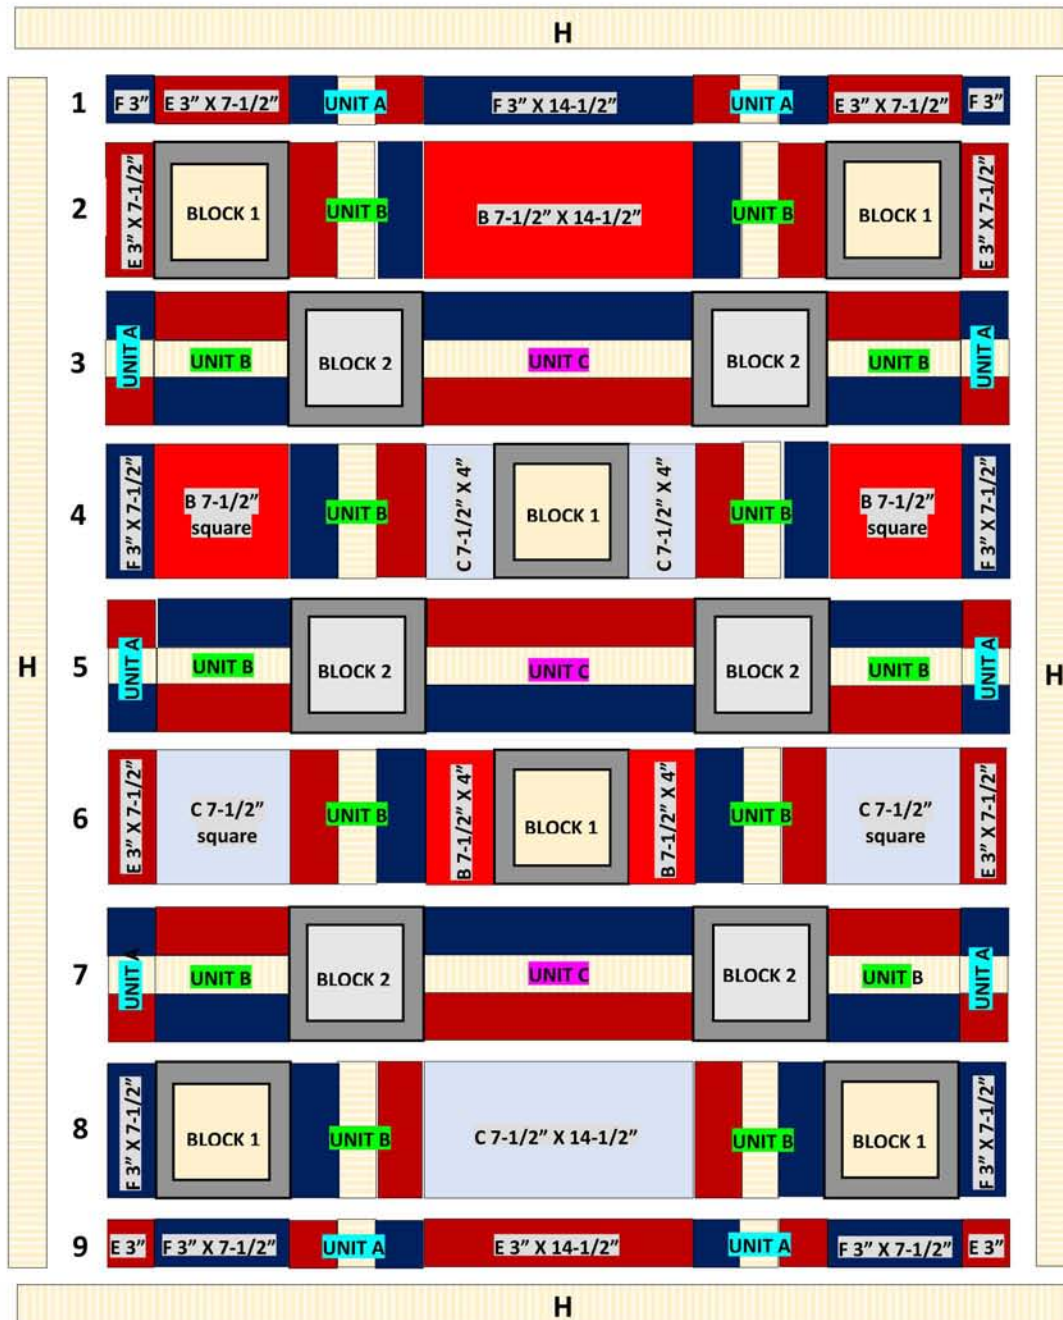 H
1 F 3” E 3” X 7-1/2” UNIT A F 3” X 14-1/2” UNIT A E 3” X 7-1/2” F 3”
2 E 3” X 7-1/2” BLOCK 1 UNIT B B 7-1/2” X 14-1/2” UNIT B BLOCK 1 E 3” X 7-1/2”
3 UNIT A UNIT B BLOCK 2 UNIT C BLOCK 2 UNIT B UNIT A
4 F 3” X 7-1/2” B 7-1/2” square UNIT B C 7-1/2” X 4” BLOCK 1 C 7-1/2” X 4” UNIT B B 7-1/2” square F 3” X 7-1/2”
H 5 UNIT A UNIT B BLOCK 2 UNIT C BLOCK 2 UNIT B UNIT A H
6 E 3” X 7-1/2” C 7-1/2” square UNIT B B 7-1/2” X 4” BLOCK 1 B 7-1/2” X 4” UNIT B C 7-1/2” square E 3” X 7-1/2”
7 UNIT A UNIT B BLOCK 2 UNIT C BLOCK 2 UNIT B UNIT A
8 F 3” X 7-1/2” BLOCK 1 UNIT B C 7-1/2” X 14-1/2” UNIT B BLOCK 1 F 3” X 7-1/2”
9 E 3” F 3” X 7-1/2” UNIT A E 3” X 14-1/2” UNIT A F 3” X 7-1/2” E 3”
H